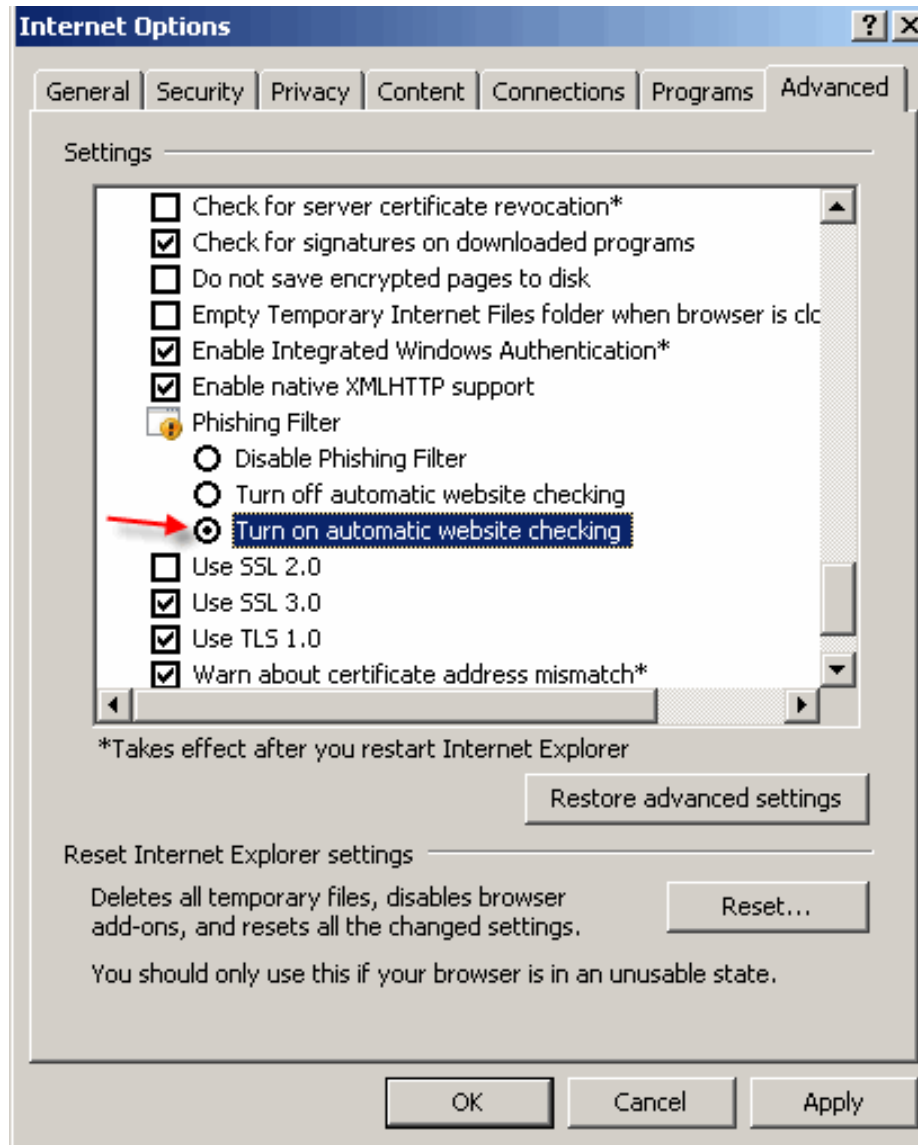 Internet Options
General Security Privacy Content Connections Programs Advanced
Settings
Check for server certificate revocation*
Check for signatures on downloaded programs
Do not save encrypted pages to disk
Empty Temporary Internet Files folder when browser is clo
Enable Integrated Windows Authentication*
Enable native XMLHTTP support
Phishing Filter
Disable Phishing Filter
Turn off automatic website checking
Turn on automatic website checking
Use SSL 2.0
Use SSL 3.0
Use TLS 1.0
Warn about certificate address mismatch*
*Takes effect after you restart Internet Explorer
Restore advanced settings
Reset Internet Explorer settings
Deletes all temporary files, disables browser
add-ons, and resets all the changed settings.
Reset...
You should only use this if your browser is in an unusable state.
OK Cancel Apply